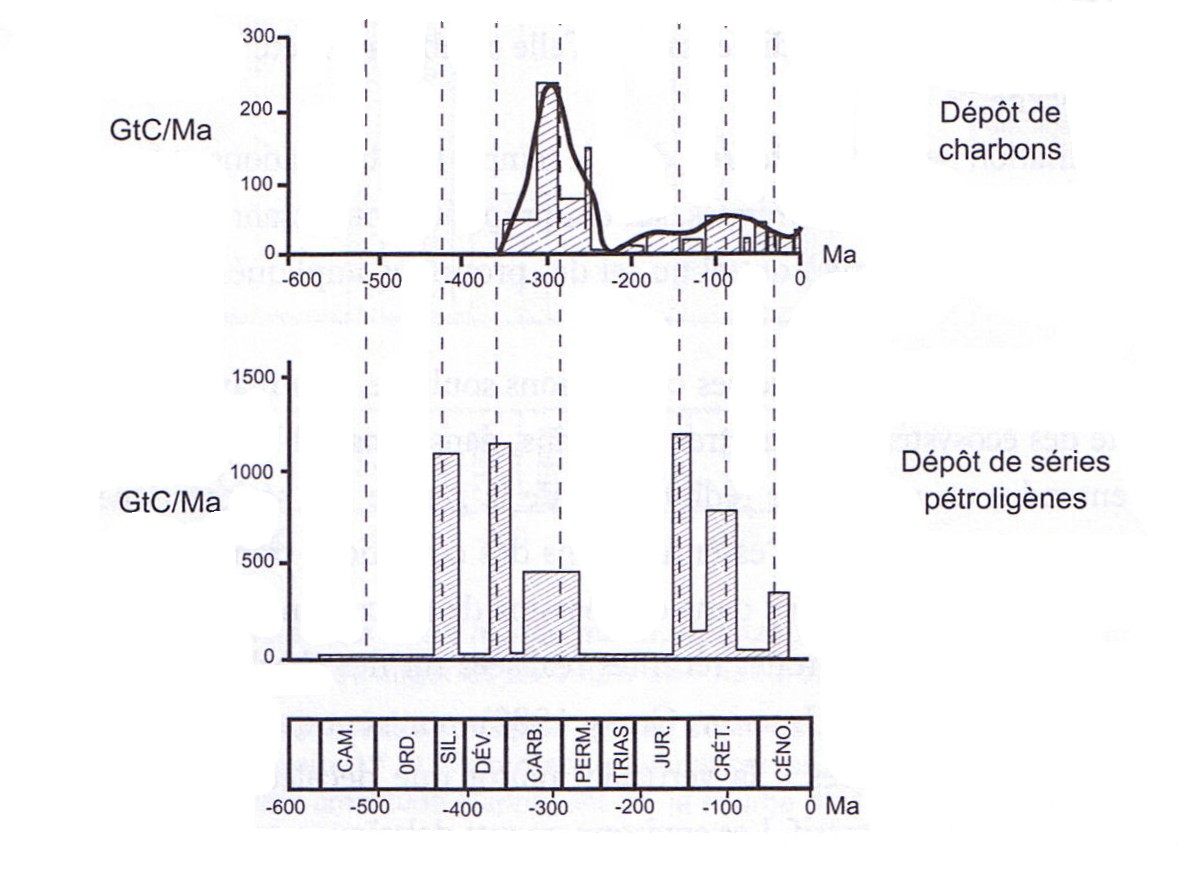 300
200
100
0
GtC/Ma
Dépôt de
charbons
-600 -500 -400 -300 -200 -100 0 Ma
1500
1000
500
0
GtC/Ma
Dépôt de séries
pétroligènes
CAM. ORD. SIL. DÉV. CARB. PERM. TRIAS JUR. CRÉT. CÉNO.
-600 -500 -400 -300 -200 -100 0 Ma